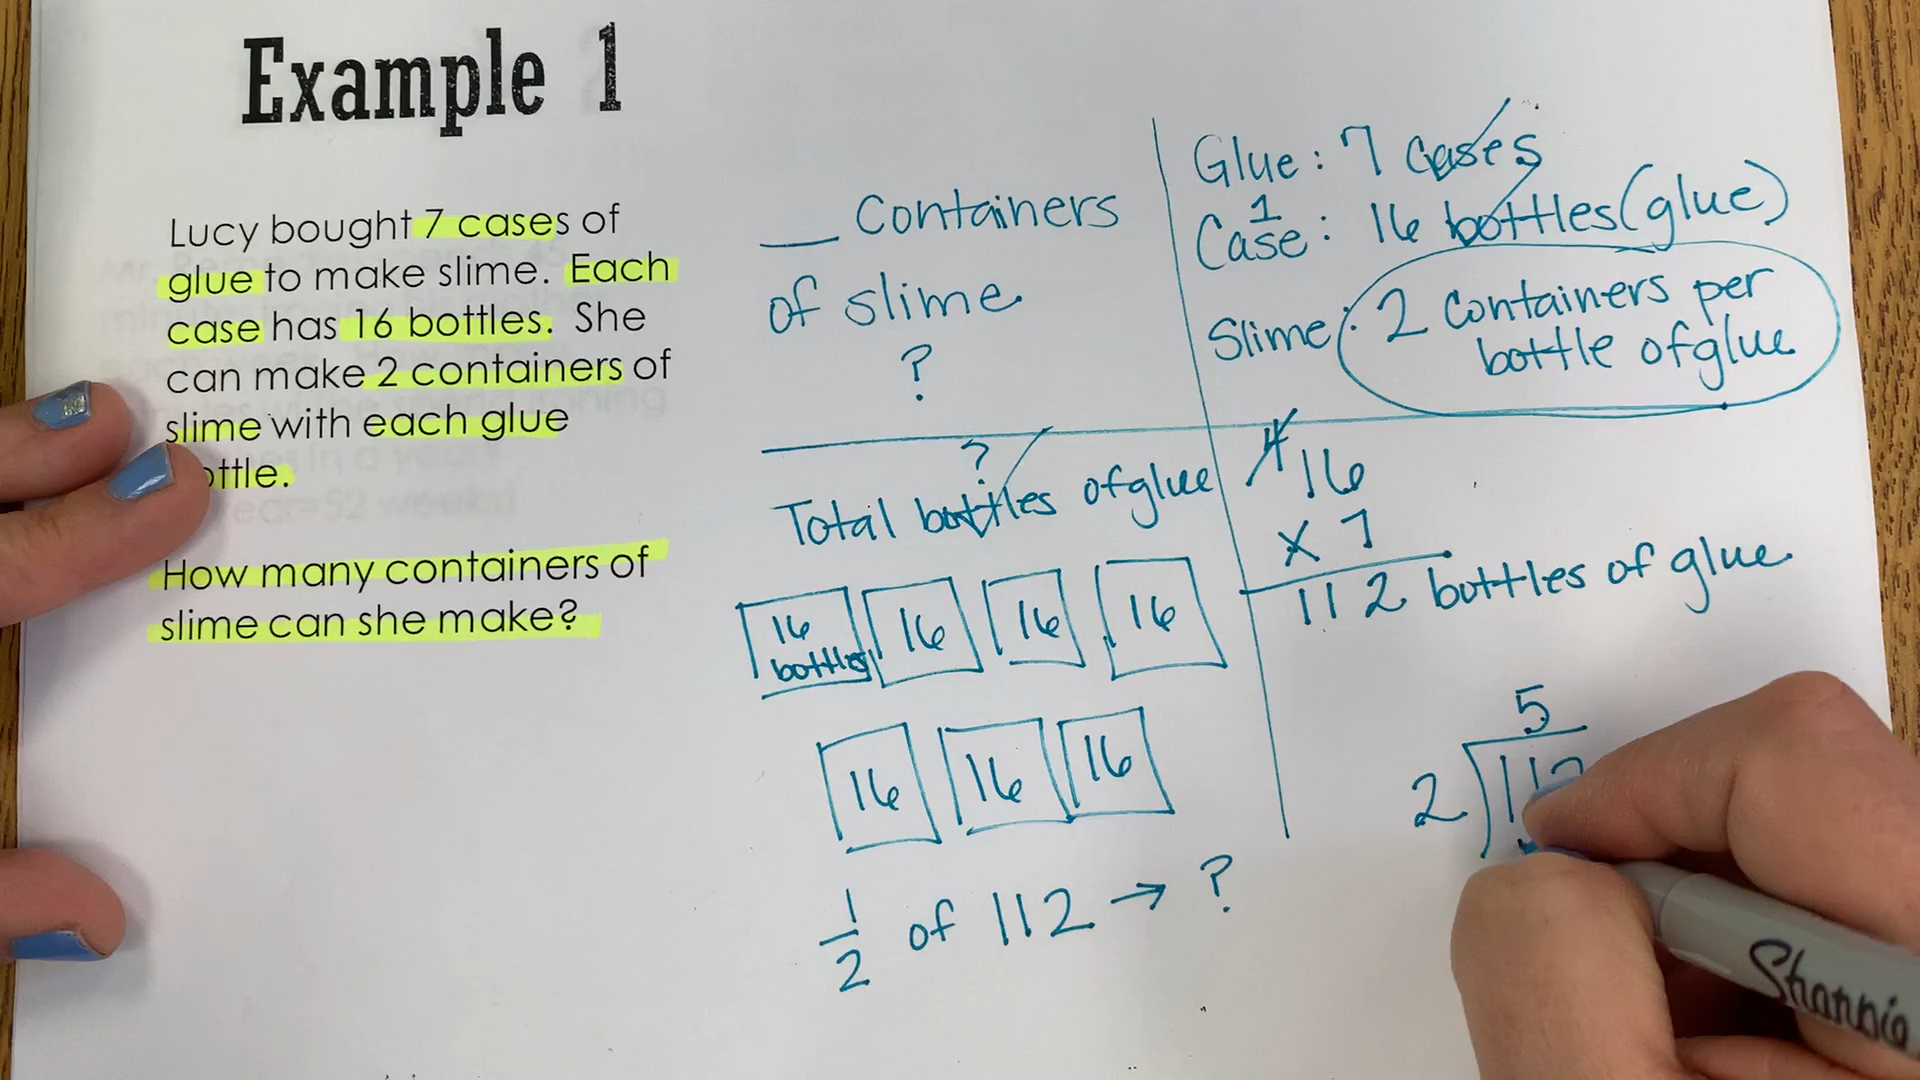 Example 1
Lucy bought 7 cases of
glue to make slime. Each
case has 16 bottles. She
can make 2 containers of
slime with each glue
ottle.
How many containers of
slime can she make?
__ Containers
of slime
?
Glue: 7 cases
1
Case: 16 bottles (glue)
Slime: 2 containers per
bottle of glue
?
Total bottles of glue
16
bottles
16
16
16
16
16
16
1/2 of 112 → ?
4
16
x 7
112 bottles of glue
5
2 112